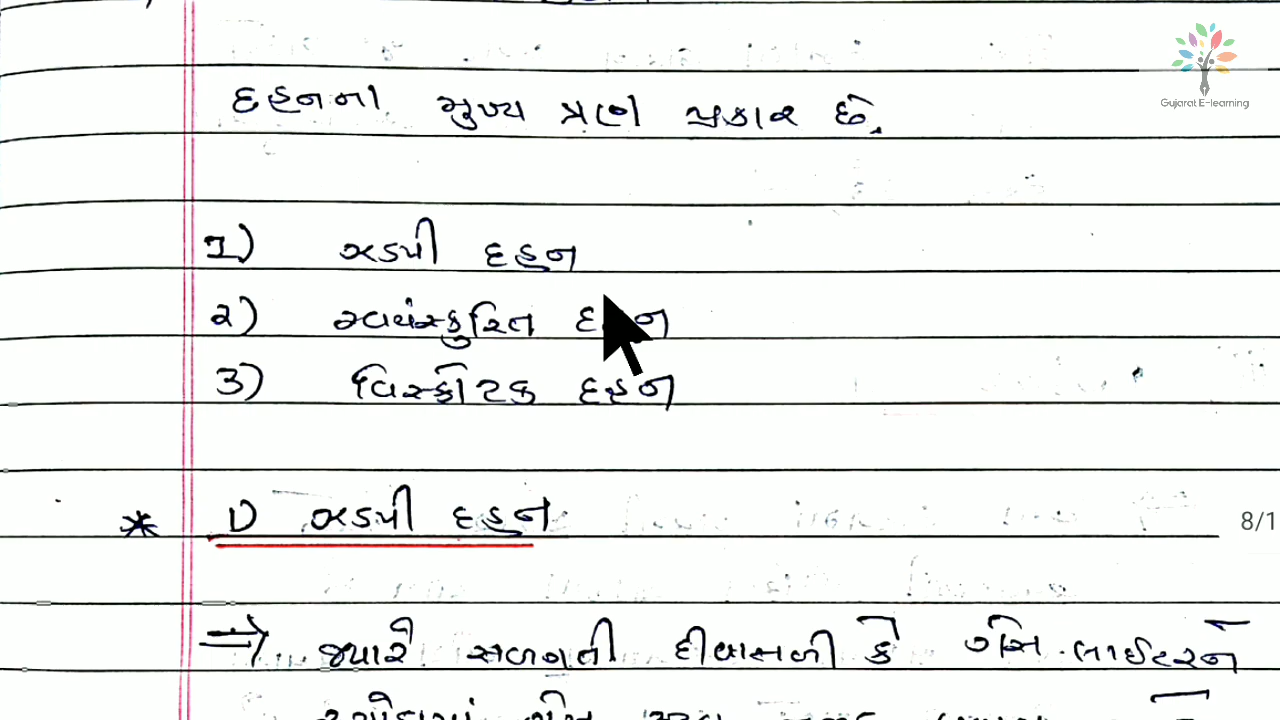 Gujarat E-learning
દહનના મુખ્ય ત્રણ પ્રકાર છે.
1) ઝડપી દહન
૨) સ્વયંસ્ફુરિત દહન
3) વિસ્ફોટક દહન
* 1) ઝડપી દહન
8/1
⇒ જ્યારે સળગતી દીવાસળી કે ગેસ લાઈટરને